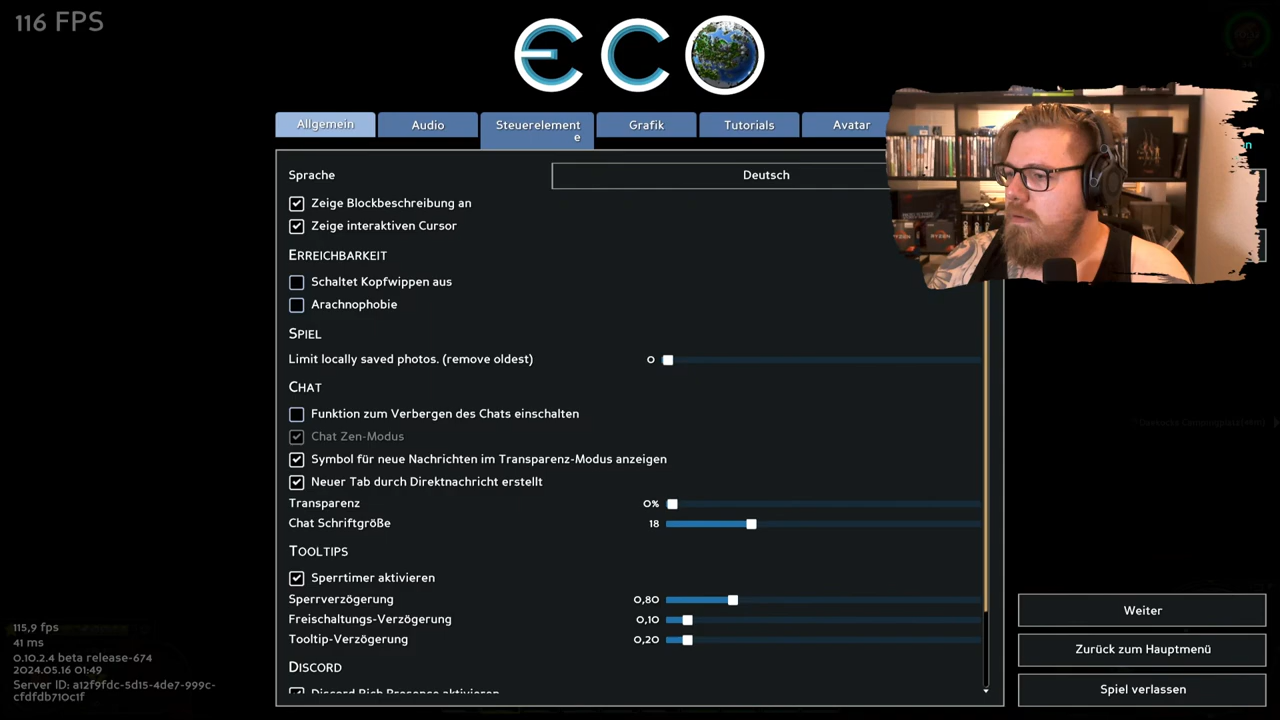 116 FPS
ECO
Allgemein
Audio
Steuerelement
e
Grafik
Tutorials
Avatar
Sprache
Deutsch
Zeige Blockbeschreibung an
Zeige interaktiven Cursor
ERREICHBARKEIT
Schaltet Kopfwippen aus
Arachnophobie
SPIEL
Limit locally saved photos. (remove oldest)
0
CHAT
Funktion zum Verbergen des Chats einschalten
Chat Zen-Modus
Symbol für neue Nachrichten im Transparenz-Modus anzeigen
Neuer Tab durch Direktnachricht erstellt
Transparenz
0%
Chat Schriftgröße
18
TOOLTIPS
Sperrtimer aktivieren
Sperrverzögerung
0,80
Freischaltungs-Verzögerung
0,10
Tooltip-Verzögerung
0,20
DISCORD
Discord Rich Presence aktivieren
Weiter
Zurück zum Hauptmenü
Spiel verlassen
115,9 fps
41 ms
0.10.2.4 beta release-674
2024.05.16 01:49
Server ID: a12f9fdc-5d15-4de7-999c-
cfdfdb710c1f